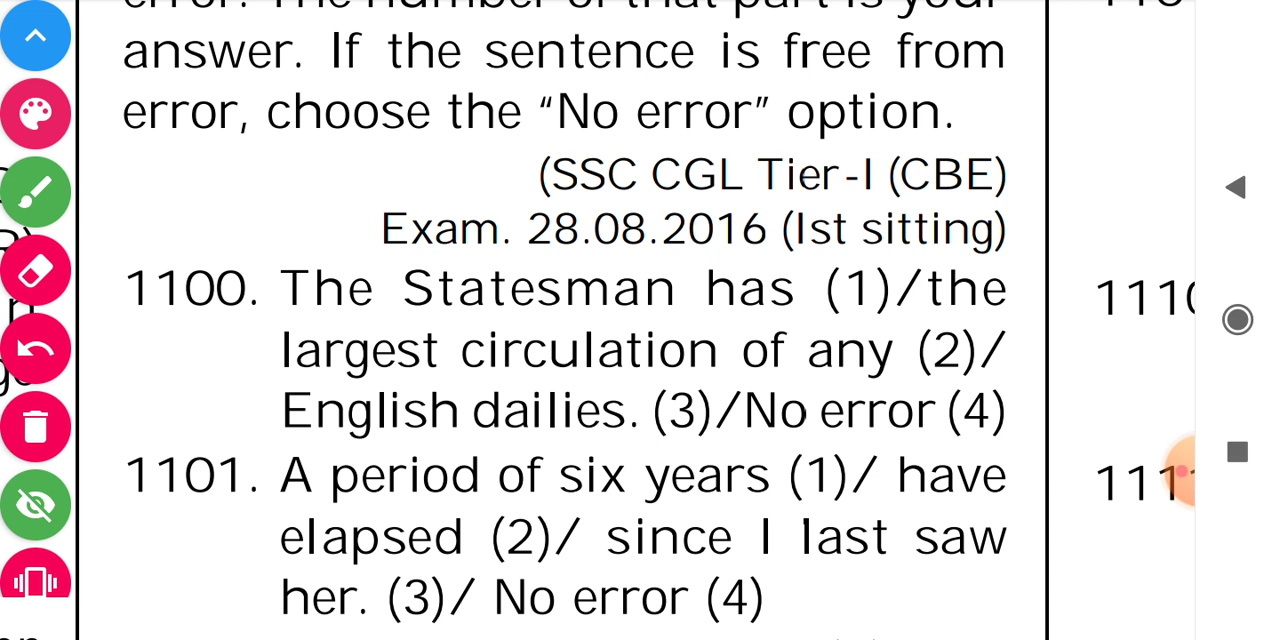 answer. If the sentence is free from
error, choose the “No error” option.
(SSC CGL Tier-I (CBE)
Exam. 28.08.2016 (Ist sitting)
1100. The Statesman has (1)/the
largest circulation of any (2)/
English dailies. (3)/No error (4)
1101. A period of six years (1)/ have
elapsed (2)/ since I last saw
her. (3)/ No error (4)